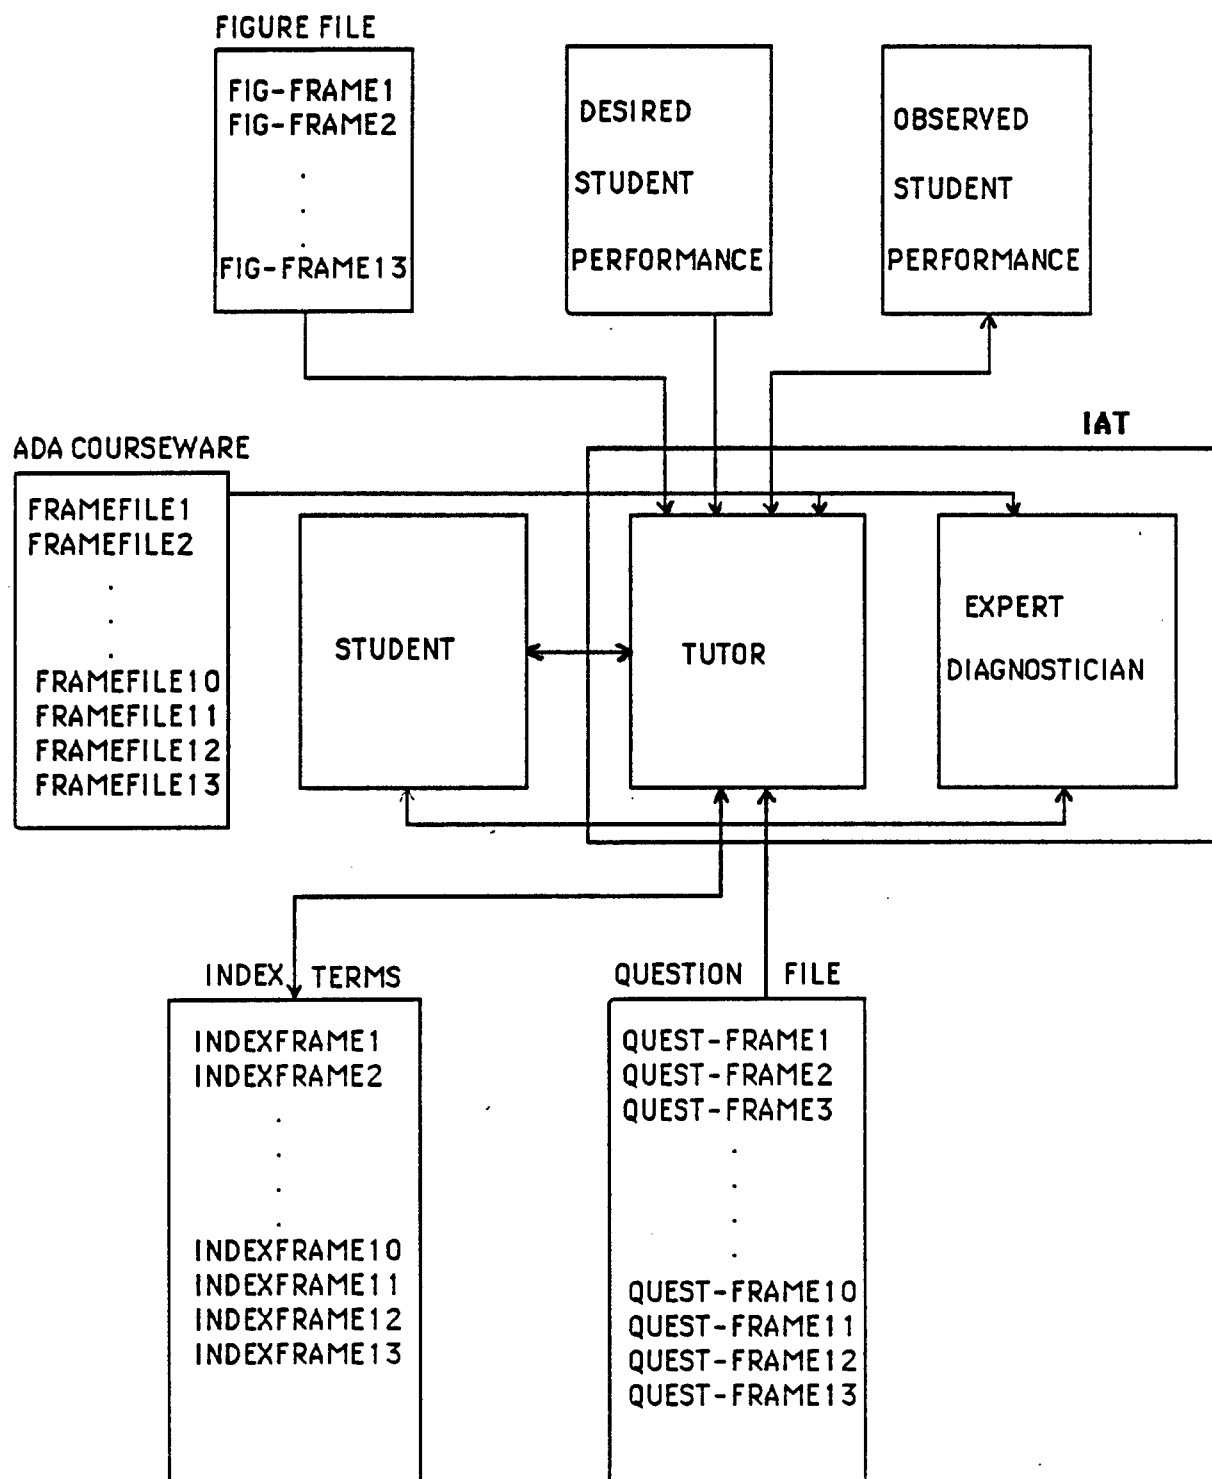 FIGURE FILE
FIG-FRAME1
FIG-FRAME2
.
.
.
FIG-FRAME13
DESIRED
STUDENT
PERFORMANCE
OBSERVED
STUDENT
PERFORMANCE
IAT
ADA COURSEWARE
FRAMEFILE1
FRAMEFILE2
.
.
.
FRAMEFILE10
FRAMEFILE11
FRAMEFILE12
FRAMEFILE13
STUDENT
TUTOR
EXPERT
DIAGNOSTICIAN
INDEX TERMS
INDEXFRAME1
INDEXFRAME2
.
.
.
.
INDEXFRAME10
INDEXFRAME11
INDEXFRAME12
INDEXFRAME13
QUESTION FILE
QUEST-FRAME1
QUEST-FRAME2
QUEST-FRAME3
.
.
.
.
QUEST-FRAME10
QUEST-FRAME11
QUEST-FRAME12
QUEST-FRAME13